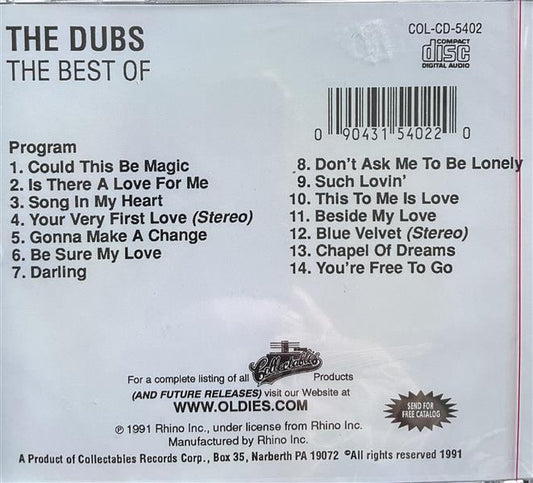 THE DUBS
THE BEST OF
COL-CD-5402
COMPACT
disc
DIGITAL AUDIO
0 90431 54022 0
Program
1. Could This Be Magic
2. Is There A Love For Me
3. Song In My Heart
4. Your Very First Love (Stereo)
5. Gonna Make A Change
6. Be Sure My Love
7. Darling
8. Don't Ask Me To Be Lonely
9. Such Lovin'
10. This To Me Is Love
11. Beside My Love
12. Blue Velvet (Stereo)
13. Chapel Of Dreams
14. You're Free To Go
For a complete listing of all Collectables Products
(AND FUTURE RELEASES) visit our Website at
WWW.OLDIES.COM
SEND FOR
FREE CATALOG
℗ 1991 Rhino Inc., under license from Rhino Inc.
Manufactured by Rhino Inc.
A Product of Collectables Records Corp., Box 35, Narberth PA 19072 ©All rights reserved 1991